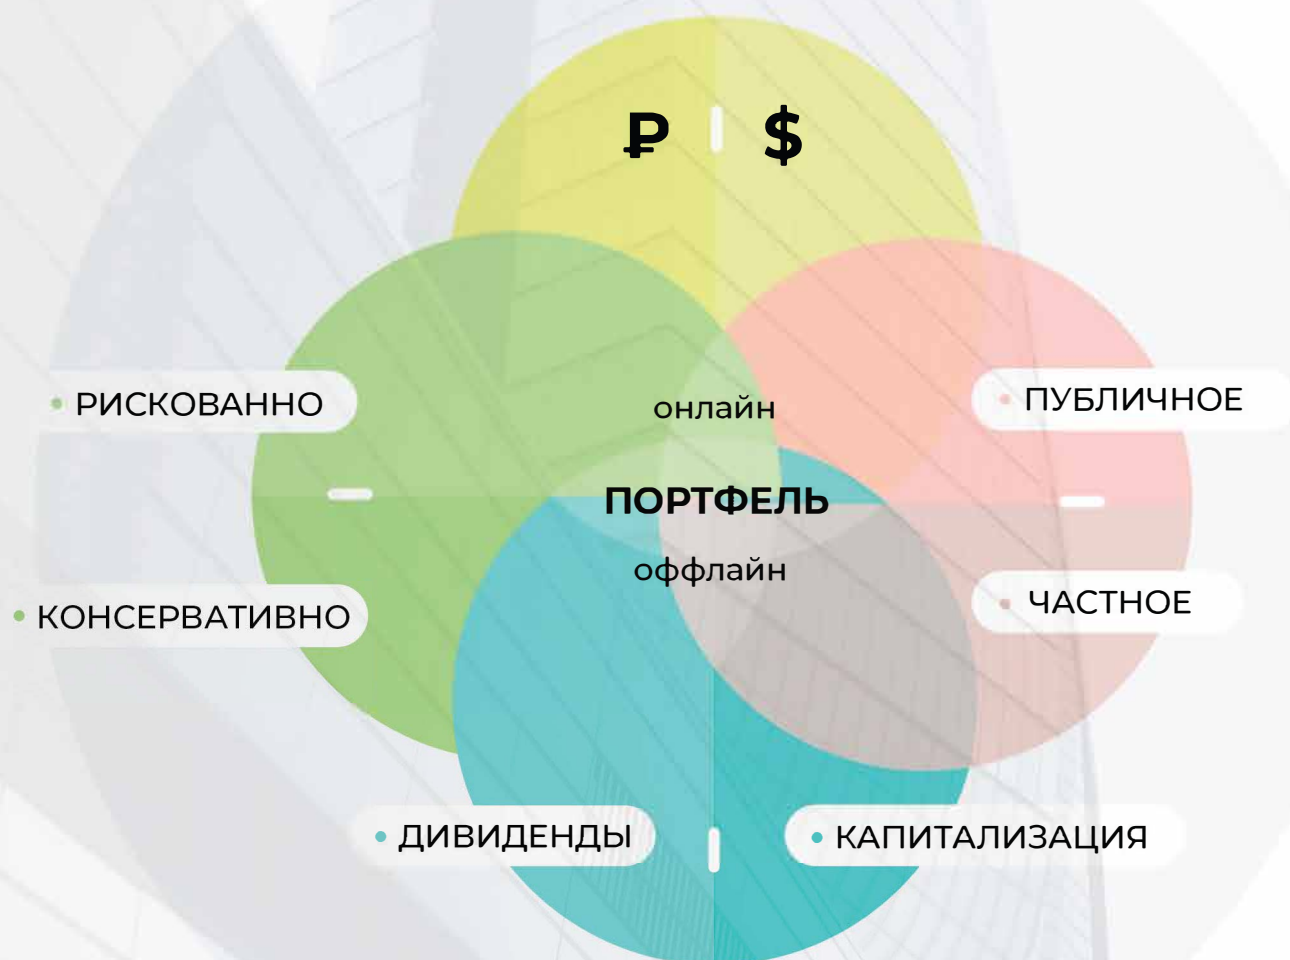 ₽ $
РИСКОВАННО
онлайн
ПУБЛИЧНОЕ
ПОРТФЕЛЬ
оффлайн
КОНСЕРВАТИВНО
ЧАСТНОЕ
ДИВИДЕНДЫ
КАПИТАЛИЗАЦИЯ